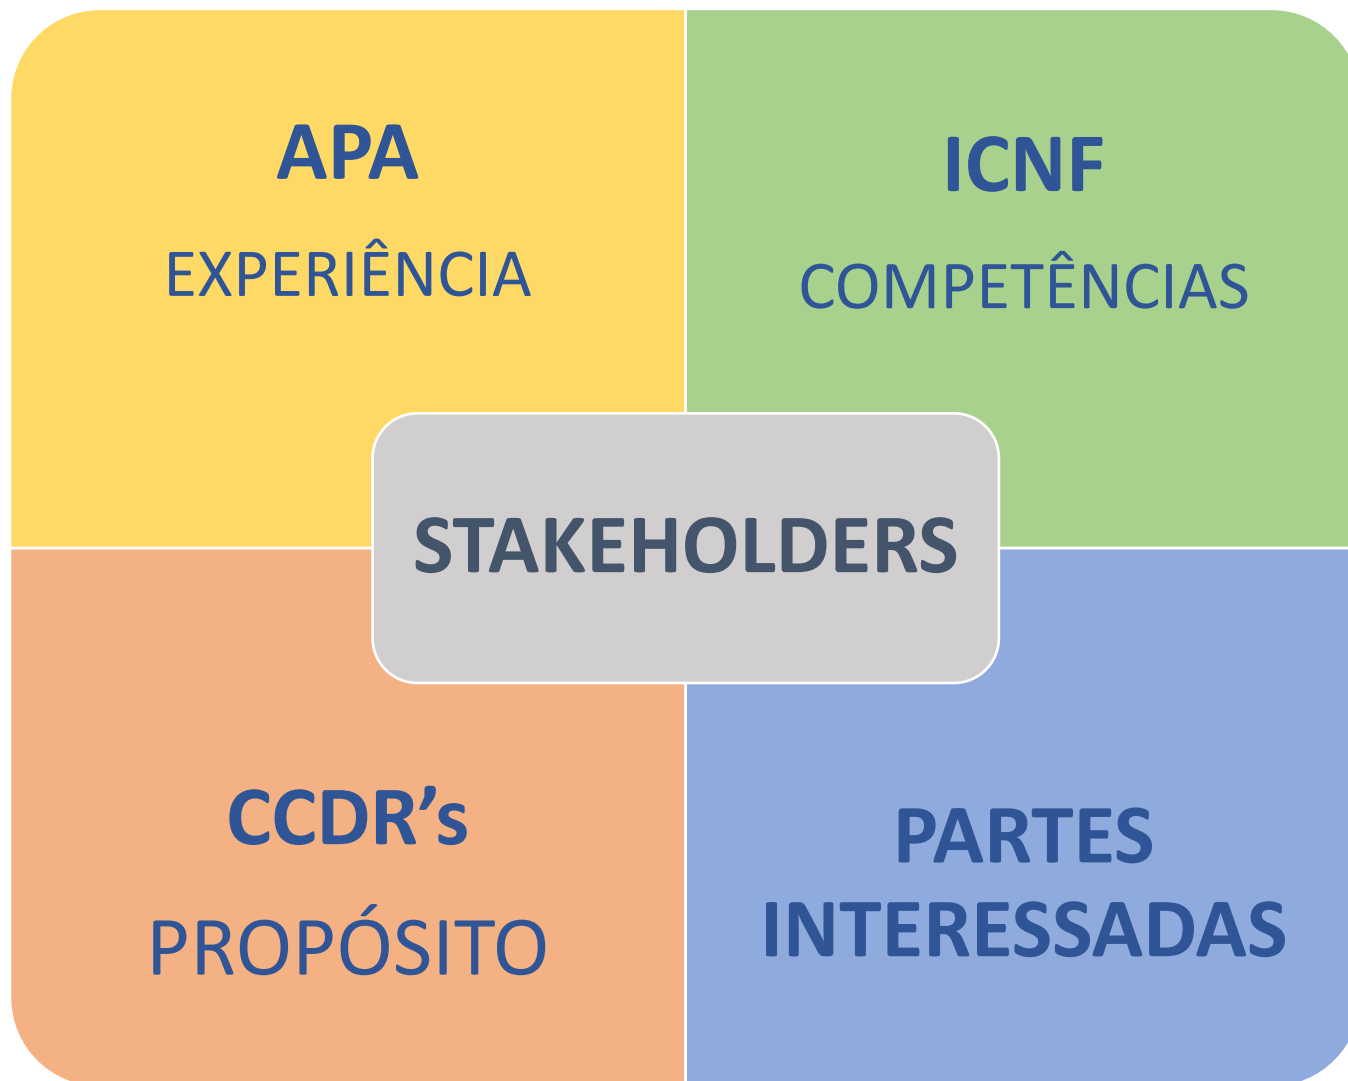 APA
EXPERIÊNCIA
ICNF
COMPETÊNCIAS
STAKEHOLDERS
CCDR’s
PROPÓSITO
PARTES
INTERESSADAS